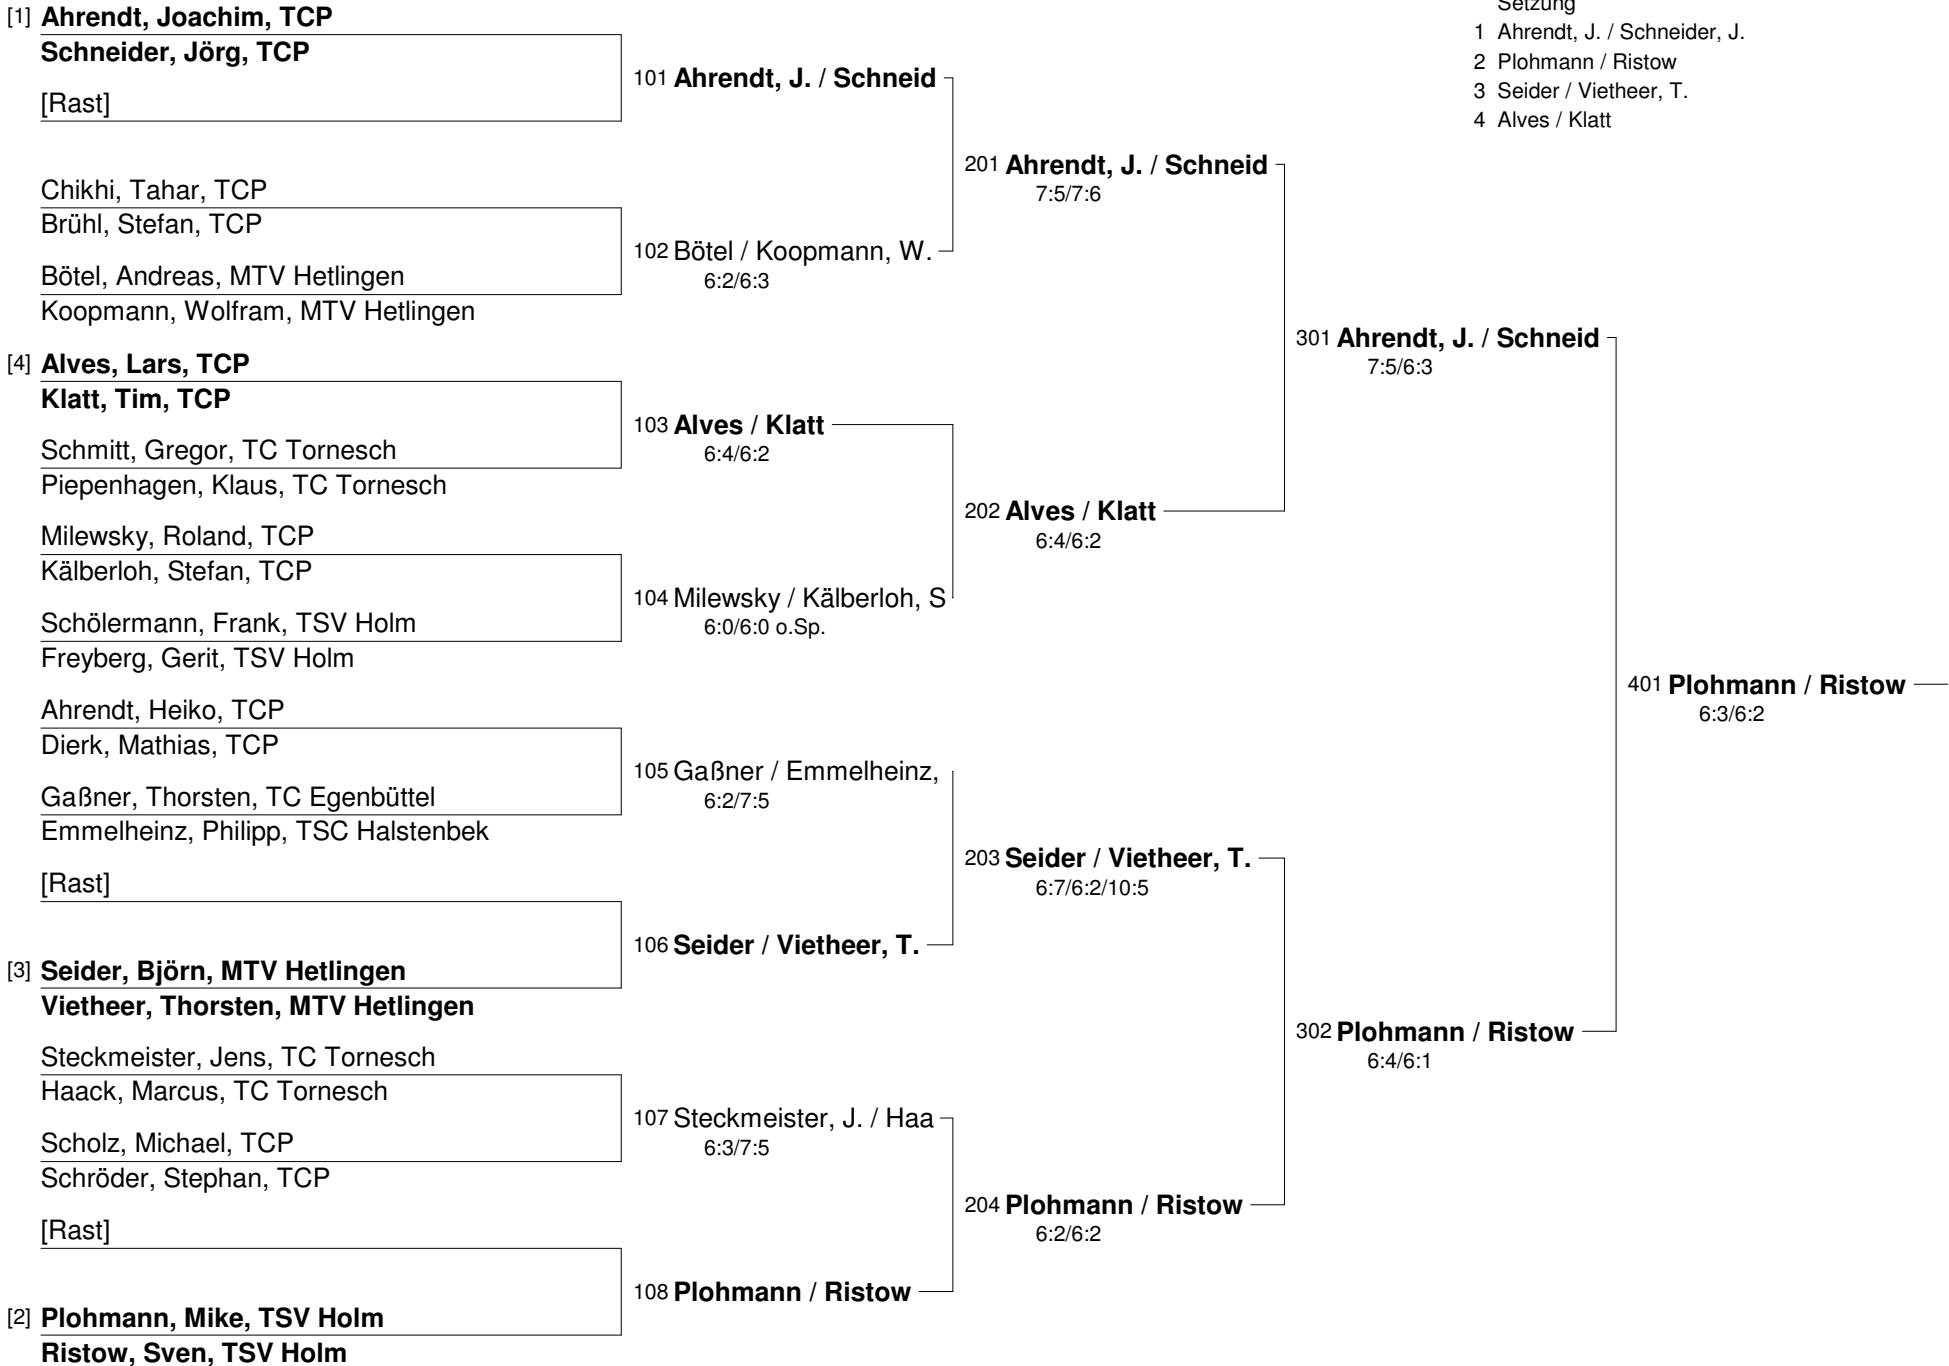 [1] Ahrendt, Joachim, TCP
Schneider, Jörg, TCP
[Rast]
Chikhi, Tahar, TCP
Brühl, Stefan, TCP
Bötel, Andreas, MTV Hetlingen
Koopmann, Wolfram, MTV Hetlingen
[4] Alves, Lars, TCP
Klatt, Tim, TCP
Schmitt, Gregor, TC Tornesch
Piepenhagen, Klaus, TC Tornesch
Milewsky, Roland, TCP
Kälberloh, Stefan, TCP
Schölermann, Frank, TSV Holm
Freyberg, Gerit, TSV Holm
Ahrendt, Heiko, TCP
Dierk, Mathias, TCP
Gaßner, Thorsten, TC Egenbüttel
Emmelheinz, Philipp, TSC Halstenbek
[Rast]
[3] Seider, Björn, MTV Hetlingen
Vietheer, Thorsten, MTV Hetlingen
Steckmeister, Jens, TC Tornesch
Haack, Marcus, TC Tornesch
Scholz, Michael, TCP
Schröder, Stephan, TCP
[Rast]
[2] Plohmann, Mike, TSV Holm
Ristow, Sven, TSV Holm
101 Ahrendt, J. / Schneid
102 Bötel / Koopmann, W.
6:2/6:3
103 Alves / Klatt
6:4/6:2
104 Milewsky / Kälberloh, S
6:0/6:0 o.Sp.
105 Gaßner / Emmelheinz,
6:2/7:5
106 Seider / Vietheer, T.
107 Steckmeister, J. / Haa
6:3/7:5
108 Plohmann / Ristow
201 Ahrendt, J. / Schneid
7:5/7:6
202 Alves / Klatt
6:4/6:2
203 Seider / Vietheer, T.
6:7/6:2/10:5
204 Plohmann / Ristow
6:2/6:2
301 Ahrendt, J. / Schneid
7:5/6:3
302 Plohmann / Ristow
6:4/6:1
401 Plohmann / Ristow
6:3/6:2
Setzung
1 Ahrendt, J. / Schneider, J.
2 Plohmann / Ristow
3 Seider / Vietheer, T.
4 Alves / Klatt